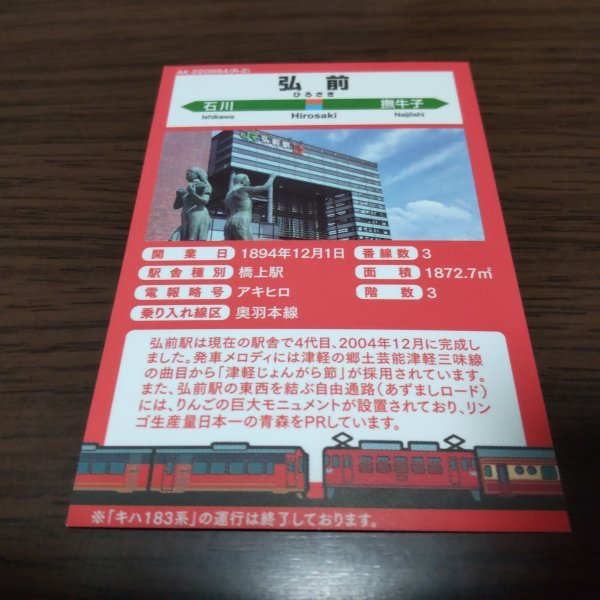 AK 220684(R-2)
弘前
ひろさき
石川 撫牛子
Ishikawa Hirosaki Naijōshi
JR 弘前駅
開業日 1894年12月1日 番線数 3
駅舎種別 橋上駅 面積 1872.7㎡
電報略号 アキヒロ 階数 3
乗り入れ線区 奥羽本線
弘前駅は現在の駅舎で4代目、2004年12月に完成し
ました。発車メロディには津軽の郷土芸能津軽三味線
の曲目から「津軽じょんがら節」が採用されています。
また、弘前駅の東西を結ぶ自由通路(あずましロード)
には、りんごの巨大モニュメントが設置されており、リン
ゴ生産量日本一の青森をPRしています。
※「キハ183系」の運行は終了しております。